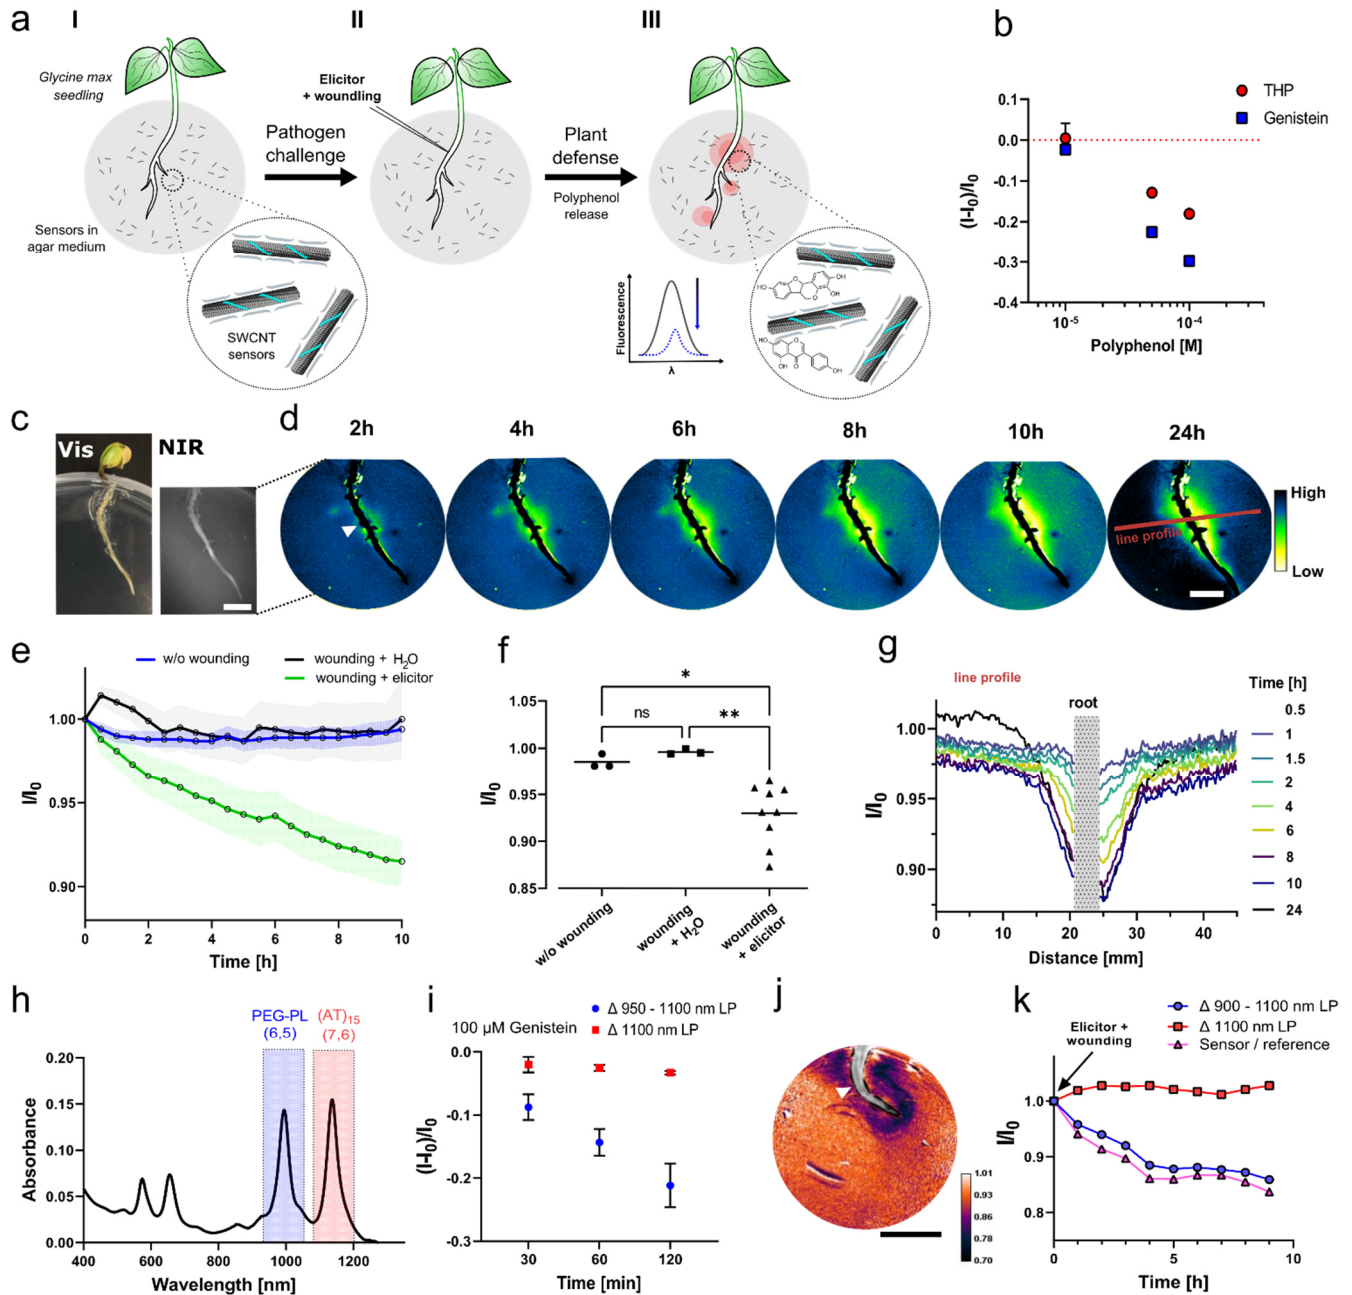 a
I
II
III
Glycine max
seedling
Elicitor
+ woundling
Pathogen
challenge
Plant
defense
Polyphenol
release
Sensors in
agar medium
SWCNT
sensors
Fluorescence
λ
HO
O
OH
OH
O
HO
O
OH
O
OH
b
THP
Genistein
(I-I0)/I0
0.1
0.0
-0.1
-0.2
-0.3
-0.4
10-5
10-4
Polyphenol [M]
c
Vis
NIR
d
2h
4h
6h
8h
10h
24h
line profile
High
Low
e
w/o wounding
wounding + H2O
wounding + elicitor
I/I0
1.00
0.95
0.90
0
2
4
6
8
10
Time [h]
f
*
ns
**
I/I0
1.05
1.00
0.95
0.90
0.85
w/o wounding
wounding
+ H2O
wounding
+ elicitor
g
line profile
root
Time [h]
0.5
1
1.5
2
4
6
8
10
24
I/I0
1.00
0.95
0.90
0
10
20
30
40
Distance [mm]
h
PEG-PL
(6,5)
(AT)15
(7,6)
Absorbance
0.20
0.15
0.10
0.05
0.00
400
600
800
1000
1200
Wavelength [nm]
i
Δ 950 - 1100 nm LP
100 µM Genistein
Δ 1100 nm LP
(I-I0)/I0
0.0
-0.1
-0.2
-0.3
30
60
120
Time [min]
j
1.01
0.93
0.86
0.78
0.70
k
Δ 900 - 1100 nm LP
Δ 1100 nm LP
Sensor / reference
Elicitor +
wounding
I/I0
1.0
0.9
0.8
0
5
10
Time [h]